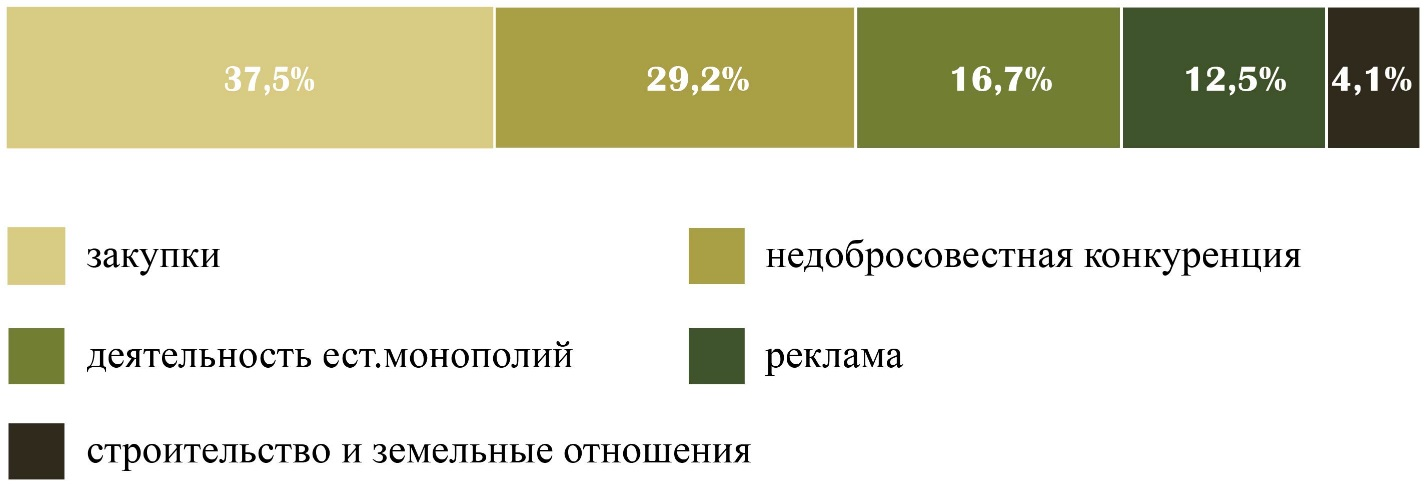 37,5% 29,2% 16,7% 12,5% 4,1%
закупки
недобросовестная конкуренция
деятельность ест.монополий
реклама
строительство и земельные отношения